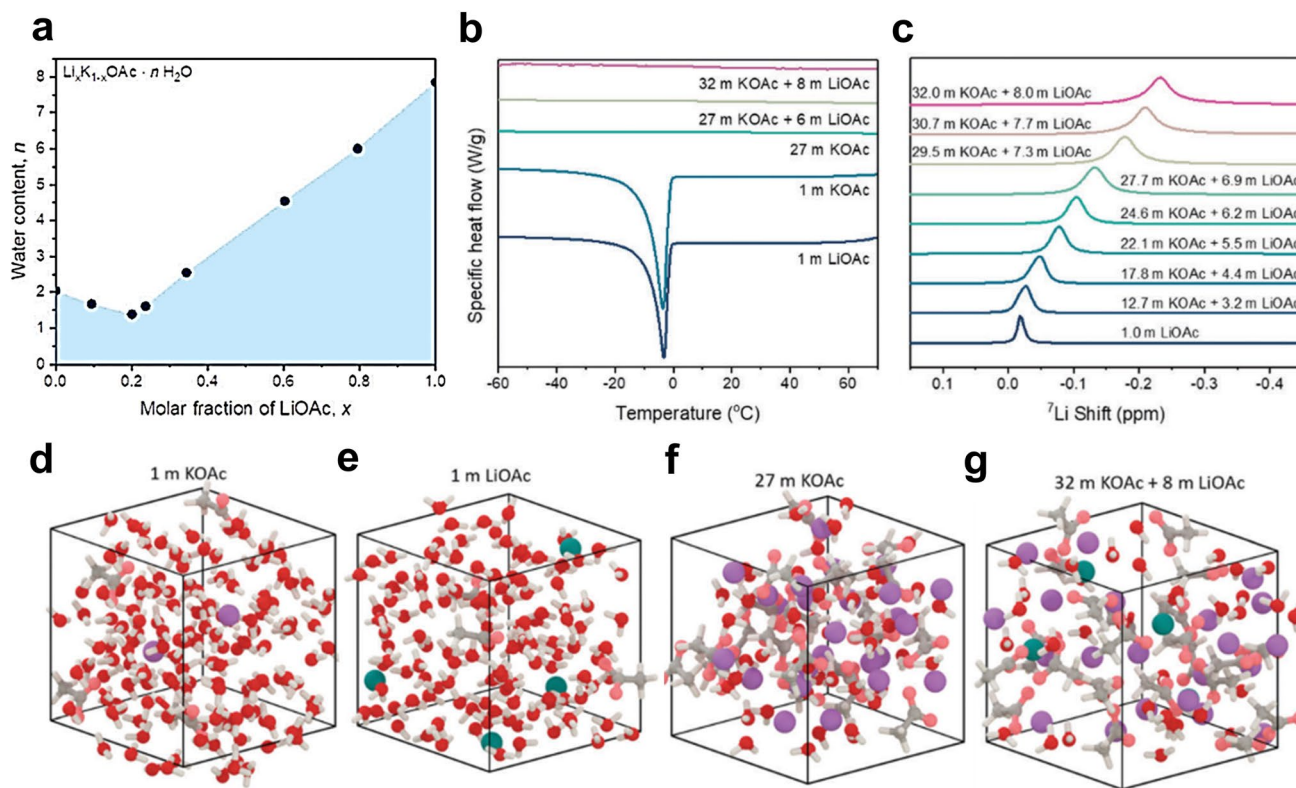 a
LiₓK₁₋ₓOAc · n H₂O
Water content, n
8
7
6
5
4
3
2
1
0
0.0 0.2 0.4 0.6 0.8 1.0
Molar fraction of LiOAc, x
b
Specific heat flow (W/g)
32 m KOAc + 8 m LiOAc
27 m KOAc + 6 m LiOAc
27 m KOAc
1 m KOAc
1 m LiOAc
-60 -40 -20 0 20 40 60
Temperature (°C)
c
32.0 m KOAc + 8.0 m LiOAc
30.7 m KOAc + 7.7 m LiOAc
29.5 m KOAc + 7.3 m LiOAc
27.7 m KOAc + 6.9 m LiOAc
24.6 m KOAc + 6.2 m LiOAc
22.1 m KOAc + 5.5 m LiOAc
17.8 m KOAc + 4.4 m LiOAc
12.7 m KOAc + 3.2 m LiOAc
1.0 m LiOAc
0.1 0.0 -0.1 -0.2 -0.3 -0.4
⁷Li Shift (ppm)
d
1 m KOAc
e
1 m LiOAc
f
27 m KOAc
g
32 m KOAc + 8 m LiOAc